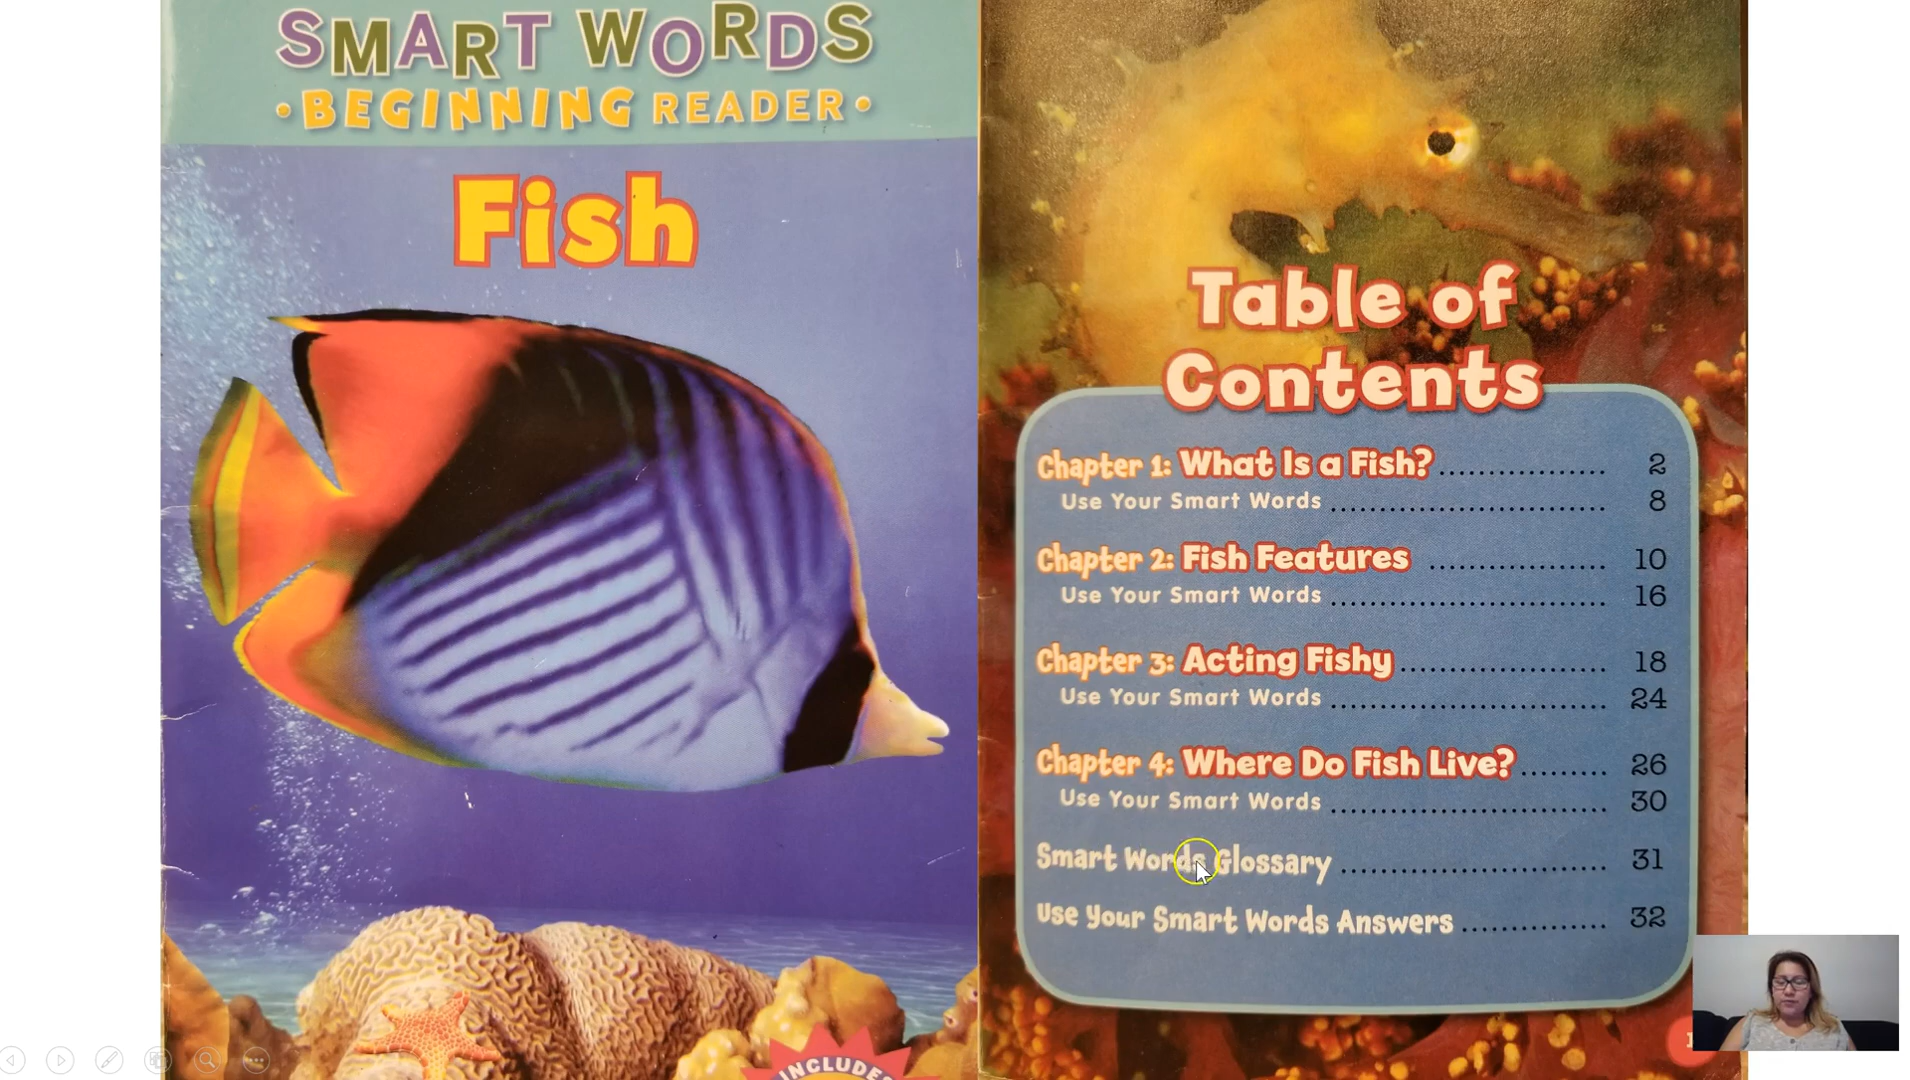 SMART WORDS
•BEGINNING READER•
Fish
INCLUDES
Table of
Contents
Chapter 1: What Is a Fish? 2
Use Your Smart Words 8
Chapter 2: Fish Features 10
Use Your Smart Words 16
Chapter 3: Acting Fishy 18
Use Your Smart Words 24
Chapter 4: Where Do Fish Live? 26
Use Your Smart Words 30
Smart Words Glossary 31
Use Your Smart Words Answers 32